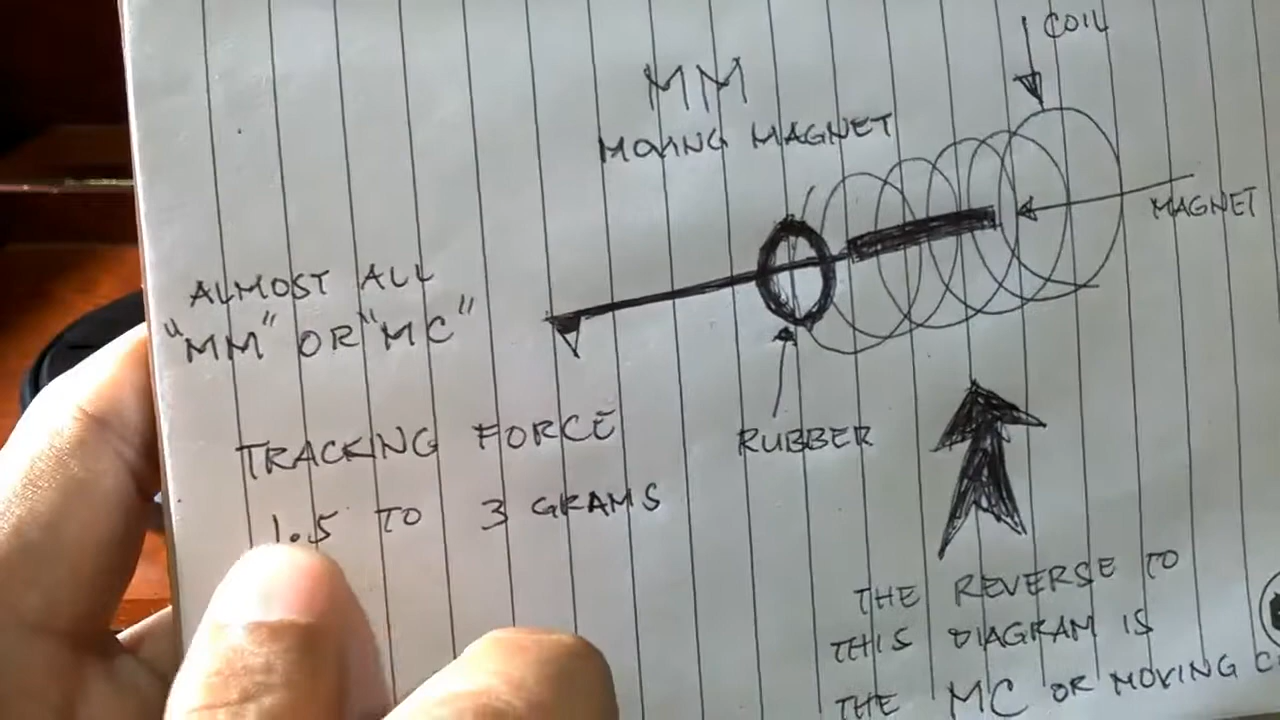 COIL
MM
MOVING MAGNET
MAGNET
ALMOST ALL
"MM" OR "MC"
TRACKING FORCE
1.5 TO 3 GRAMS
RUBBER
THE REVERSE TO
THIS DIAGRAM IS
THE MC OR MOVING